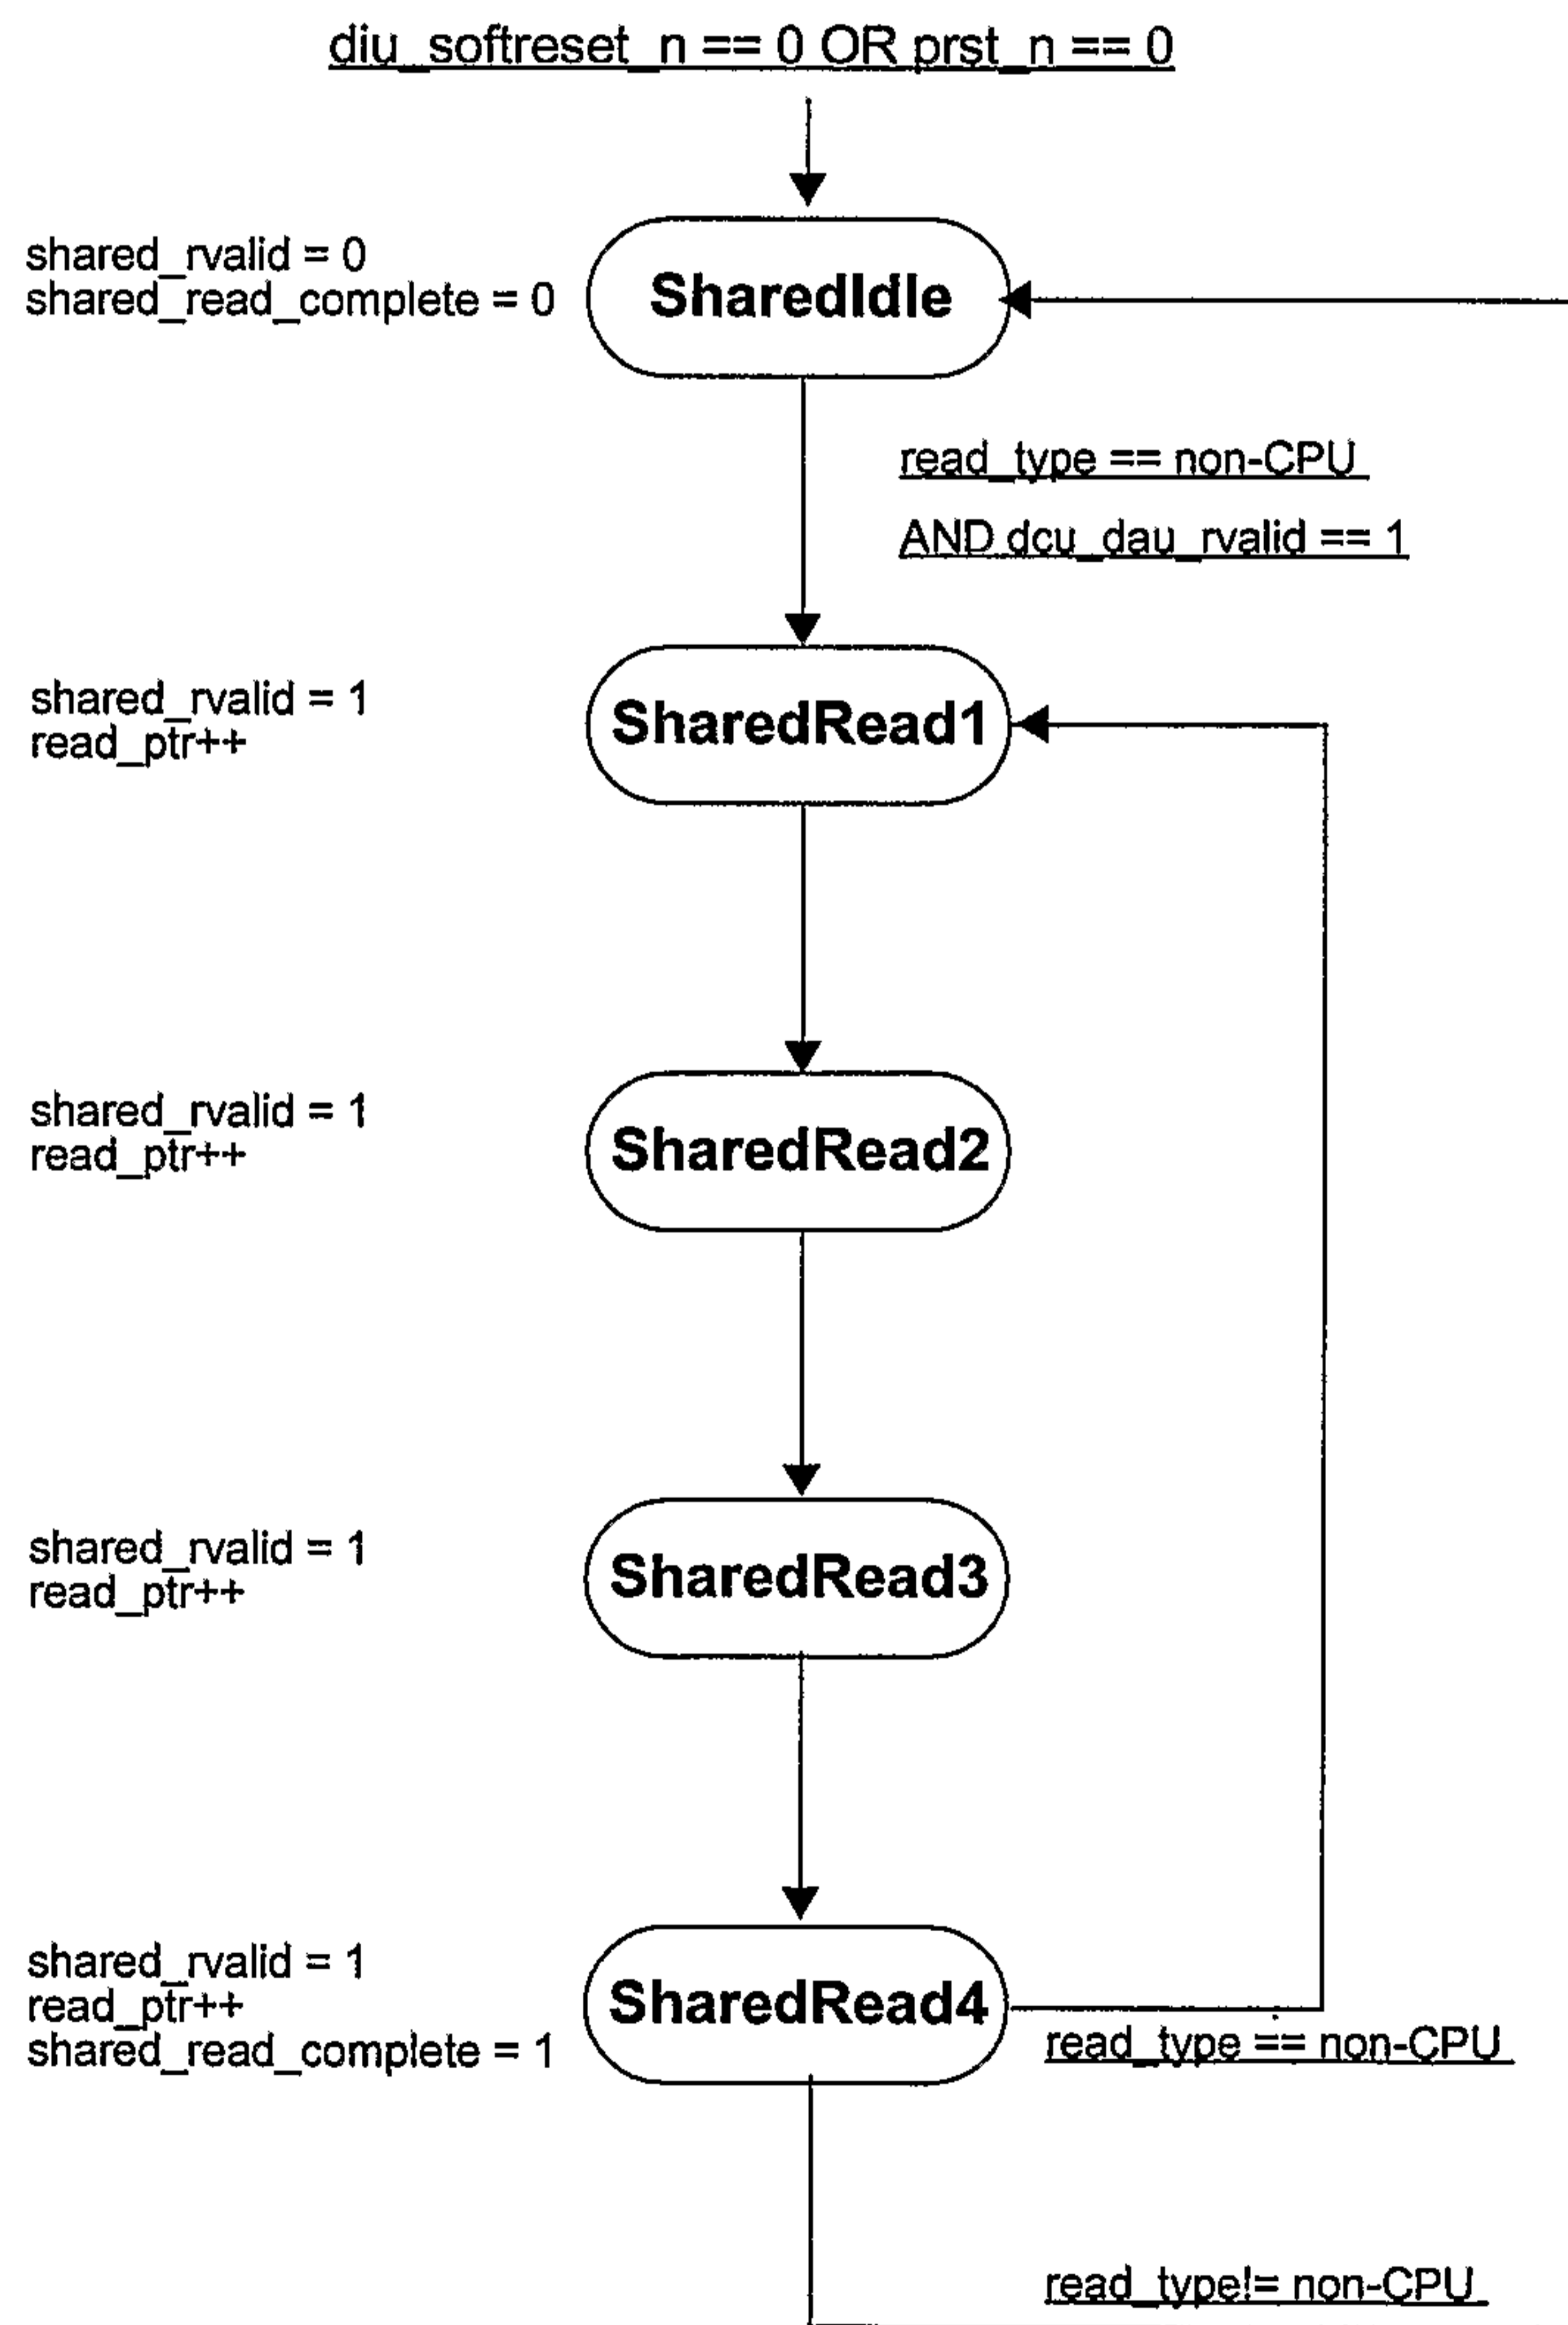 diu_softreset_n == 0 OR prst_n == 0
shared_rvalid = 0
shared_read_complete = 0
SharedIdle
read_type == non-CPU
AND dcu_dau_rvalid == 1
shared_rvalid = 1
read_ptr++
SharedRead1
shared_rvalid = 1
read_ptr++
SharedRead2
shared_rvalid = 1
read_ptr++
SharedRead3
shared_rvalid = 1
read_ptr++
shared_read_complete = 1
SharedRead4
read_type == non-CPU
read_type!= non-CPU